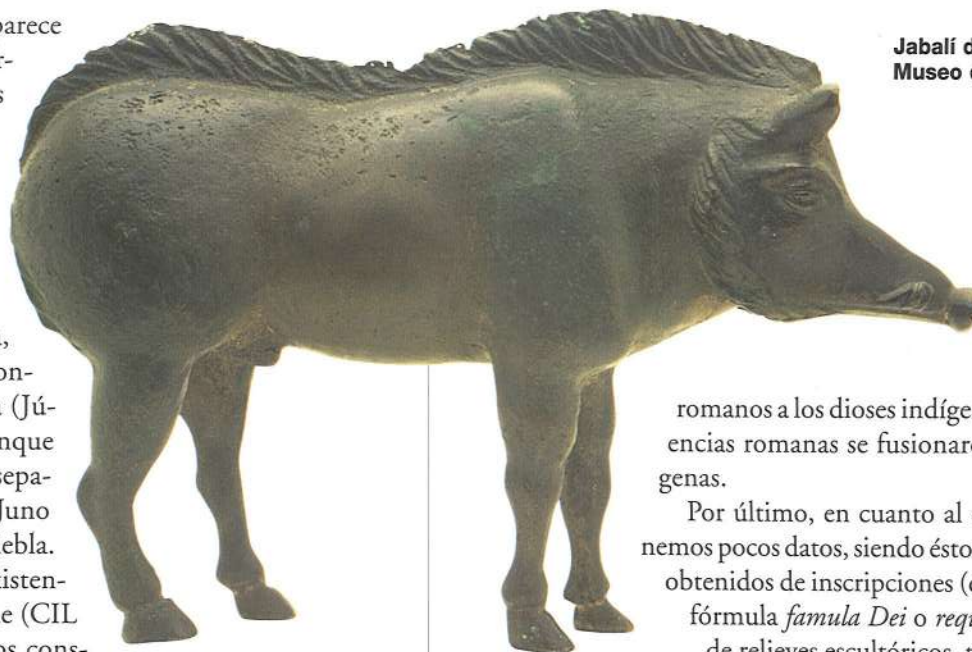 parece
r-
s
on-
(Jú-
nque
sepa-
Juno
ebla.
xisten-
e (CIL
os cons-
Jabalí d
Museo
romanos a los dioses indíge
encias romanas se fusionar
genas.
Por último, en cuanto al
nemos pocos datos, siendo ésto
obtenidos de inscripciones (
fórmula famula Dei o requ
de relieves escultóricos,